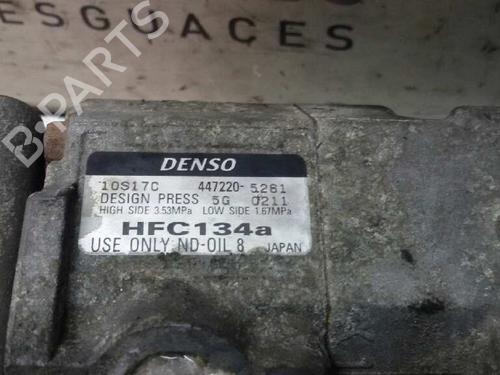 ESGUACES
B-PARTS
DENSO
10S17C 447220-5261
DESIGN PRESS 5G 0211
HIGH SIDE 3.53MPa LOW SIDE 1.67MPa
HFC134a
USE ONLY ND-OIL 8 JAPAN